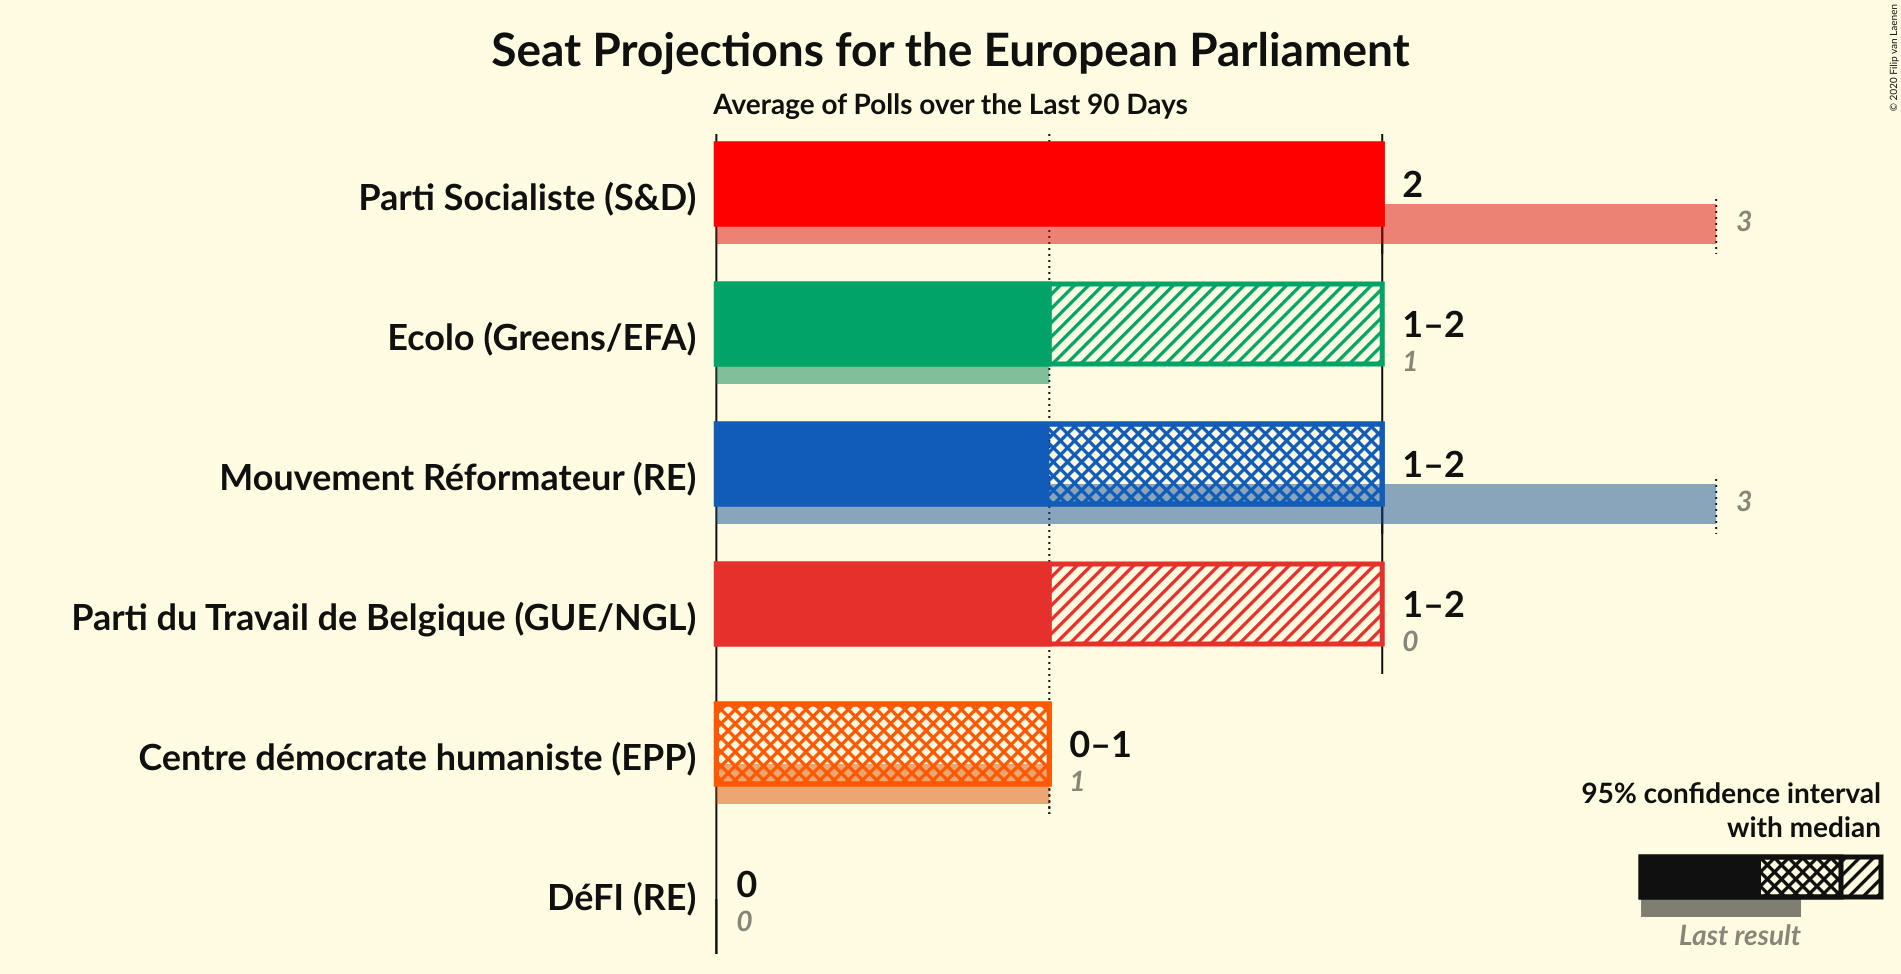 Seat Projections for the European Parliament
Average of Polls over the Last 90 Days
© 2020 Filip van Laenen
Parti Socialiste (S&D)
2
3
Ecolo (Greens/EFA)
1–2
1
Mouvement Réformateur (RE)
1–2
3
Parti du Travail de Belgique (GUE/NGL)
1–2
0
Centre démocrate humaniste (EPP)
0–1
1
DéFI (RE)
0
0
95% confidence interval
with median
Last result